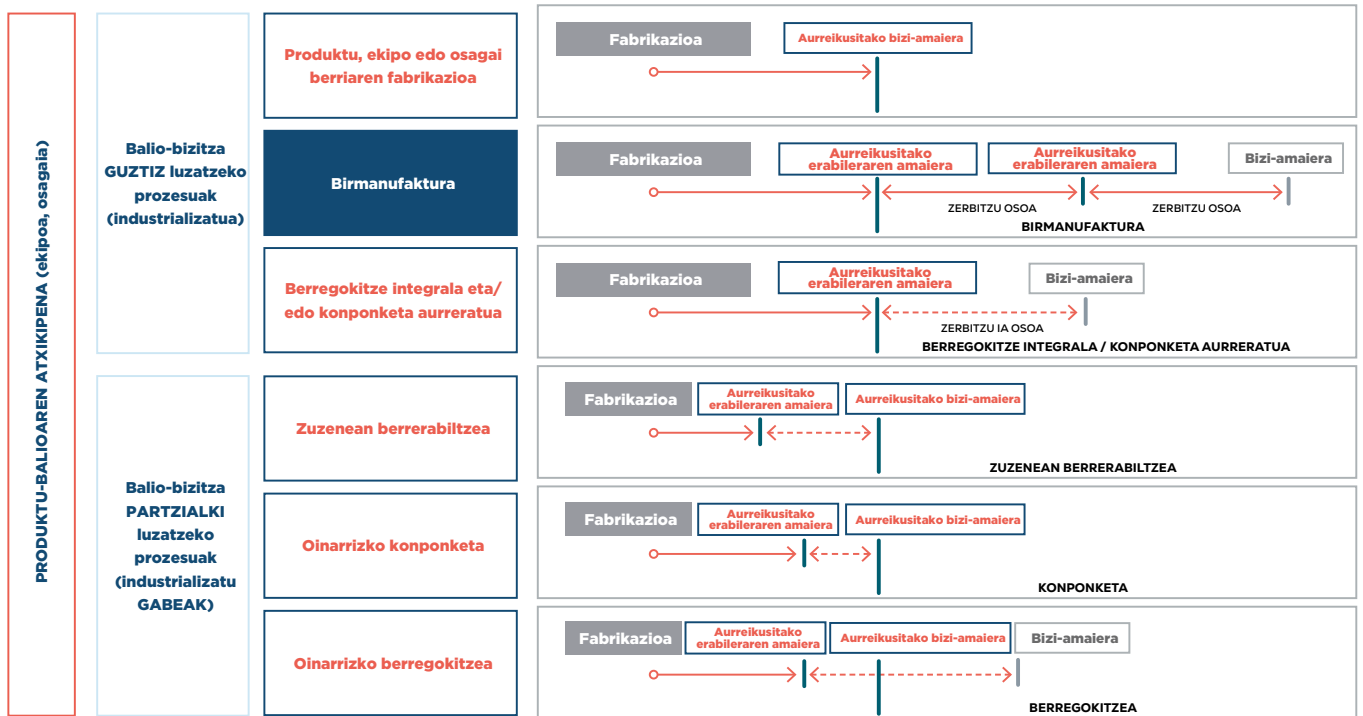 PRODUKTU-BALIOAREN ATXIKIPENA (ekipoa, osagaia)
Balio-bizitza
GUZTIZ luzatzeko
prozesuak
(industrializatua)
Produktu, ekipo edo osagai
berriaren fabrikazioa
Fabrikazioa
Aurreikusitako bizi-amaiera
Birmanufaktura
Fabrikazioa
Aurreikusitako
erabileraren amaiera
Aurreikusitako
erabileraren amaiera
Bizi-amaiera
ZERBITZU OSOA
ZERBITZU OSOA
BIRMANUFAKTURA
Berregokitze integrala eta/
edo konponketa aurreratua
Fabrikazioa
Aurreikusitako
erabileraren amaiera
Bizi-amaiera
ZERBITZU IA OSOA
BERREGOKITZE INTEGRALA / KONPONKETA AURRERATUA
Balio-bizitza
PARTZIALKI
luzatzeko
prozesuak
(industrializatu
GABEAK)
Zuzenean berrerabiltzea
Fabrikazioa
Aurreikusitako
erabileraren amaiera
Aurreikusitako bizi-amaiera
ZUZENEAN BERRERABILTZEA
Oinarrizko konponketa
Fabrikazioa
Aurreikusitako
erabileraren amaiera
Aurreikusitako bizi-amaiera
KONPONKETA
Oinarrizko berregokitzea
Fabrikazioa
Aurreikusitako
erabileraren amaiera
Aurreikusitako bizi-amaiera
Bizi-amaiera
BERREGOKITZEA